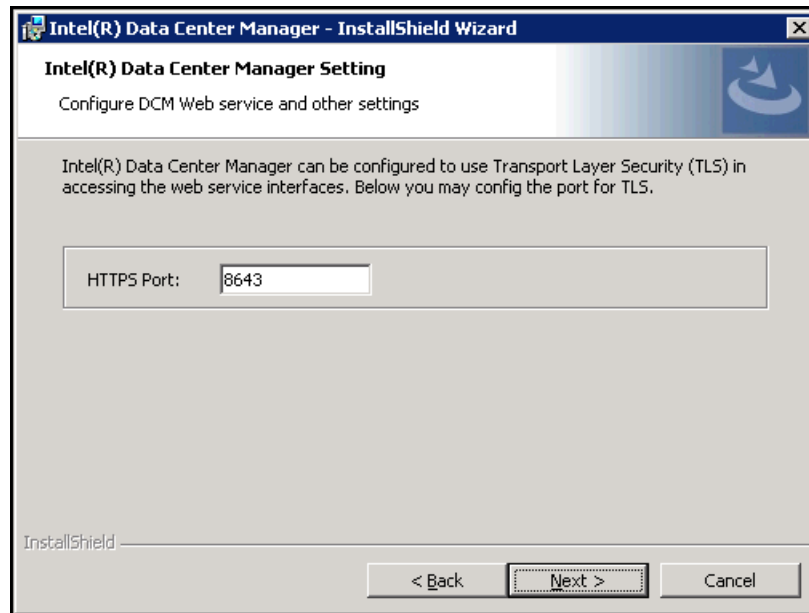 Intel(R) Data Center Manager - InstallShield Wizard
Intel(R) Data Center Manager Setting
Configure DCM Web service and other settings
Intel(R) Data Center Manager can be configured to use Transport Layer Security (TLS) in
accessing the web service interfaces. Below you may config the port for TLS.
HTTPS Port: 8643
InstallShield
< Back Next > Cancel